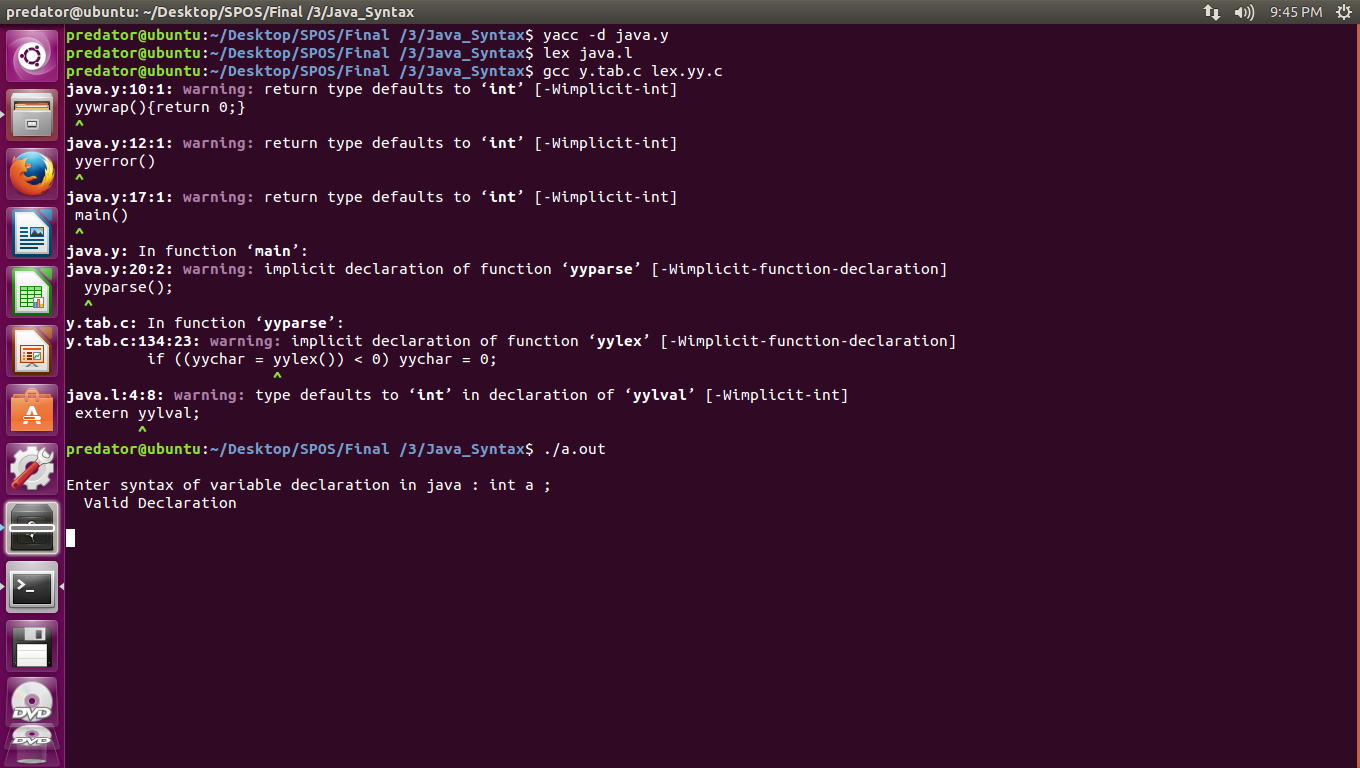 predator@ubuntu: ~/Desktop/SPOS/Final /3/Java_Syntax
9:45 PM
predator@ubuntu:~/Desktop/SPOS/Final /3/Java_Syntax$ yacc -d java.y
predator@ubuntu:~/Desktop/SPOS/Final /3/Java_Syntax$ lex java.l
predator@ubuntu:~/Desktop/SPOS/Final /3/Java_Syntax$ gcc y.tab.c lex.yy.c
java.y:10:1: warning: return type defaults to ‘int’ [-Wimplicit-int]
 yywrap(){return 0;}
 ^
java.y:12:1: warning: return type defaults to ‘int’ [-Wimplicit-int]
 yyerror()
 ^
java.y:17:1: warning: return type defaults to ‘int’ [-Wimplicit-int]
 main()
 ^
java.y: In function ‘main’:
java.y:20:2: warning: implicit declaration of function ‘yyparse’ [-Wimplicit-function-declaration]
  yyparse();
  ^
y.tab.c: In function ‘yyparse’:
y.tab.c:134:23: warning: implicit declaration of function ‘yylex’ [-Wimplicit-function-declaration]
         if ((yychar = yylex()) < 0) yychar = 0;
                       ^
java.l:4:8: warning: type defaults to ‘int’ in declaration of ‘yylval’ [-Wimplicit-int]
 extern yylval;
        ^
predator@ubuntu:~/Desktop/SPOS/Final /3/Java_Syntax$ ./a.out
Enter syntax of variable declaration in java : int a ;
  Valid Declaration
>_
DVD
DVD